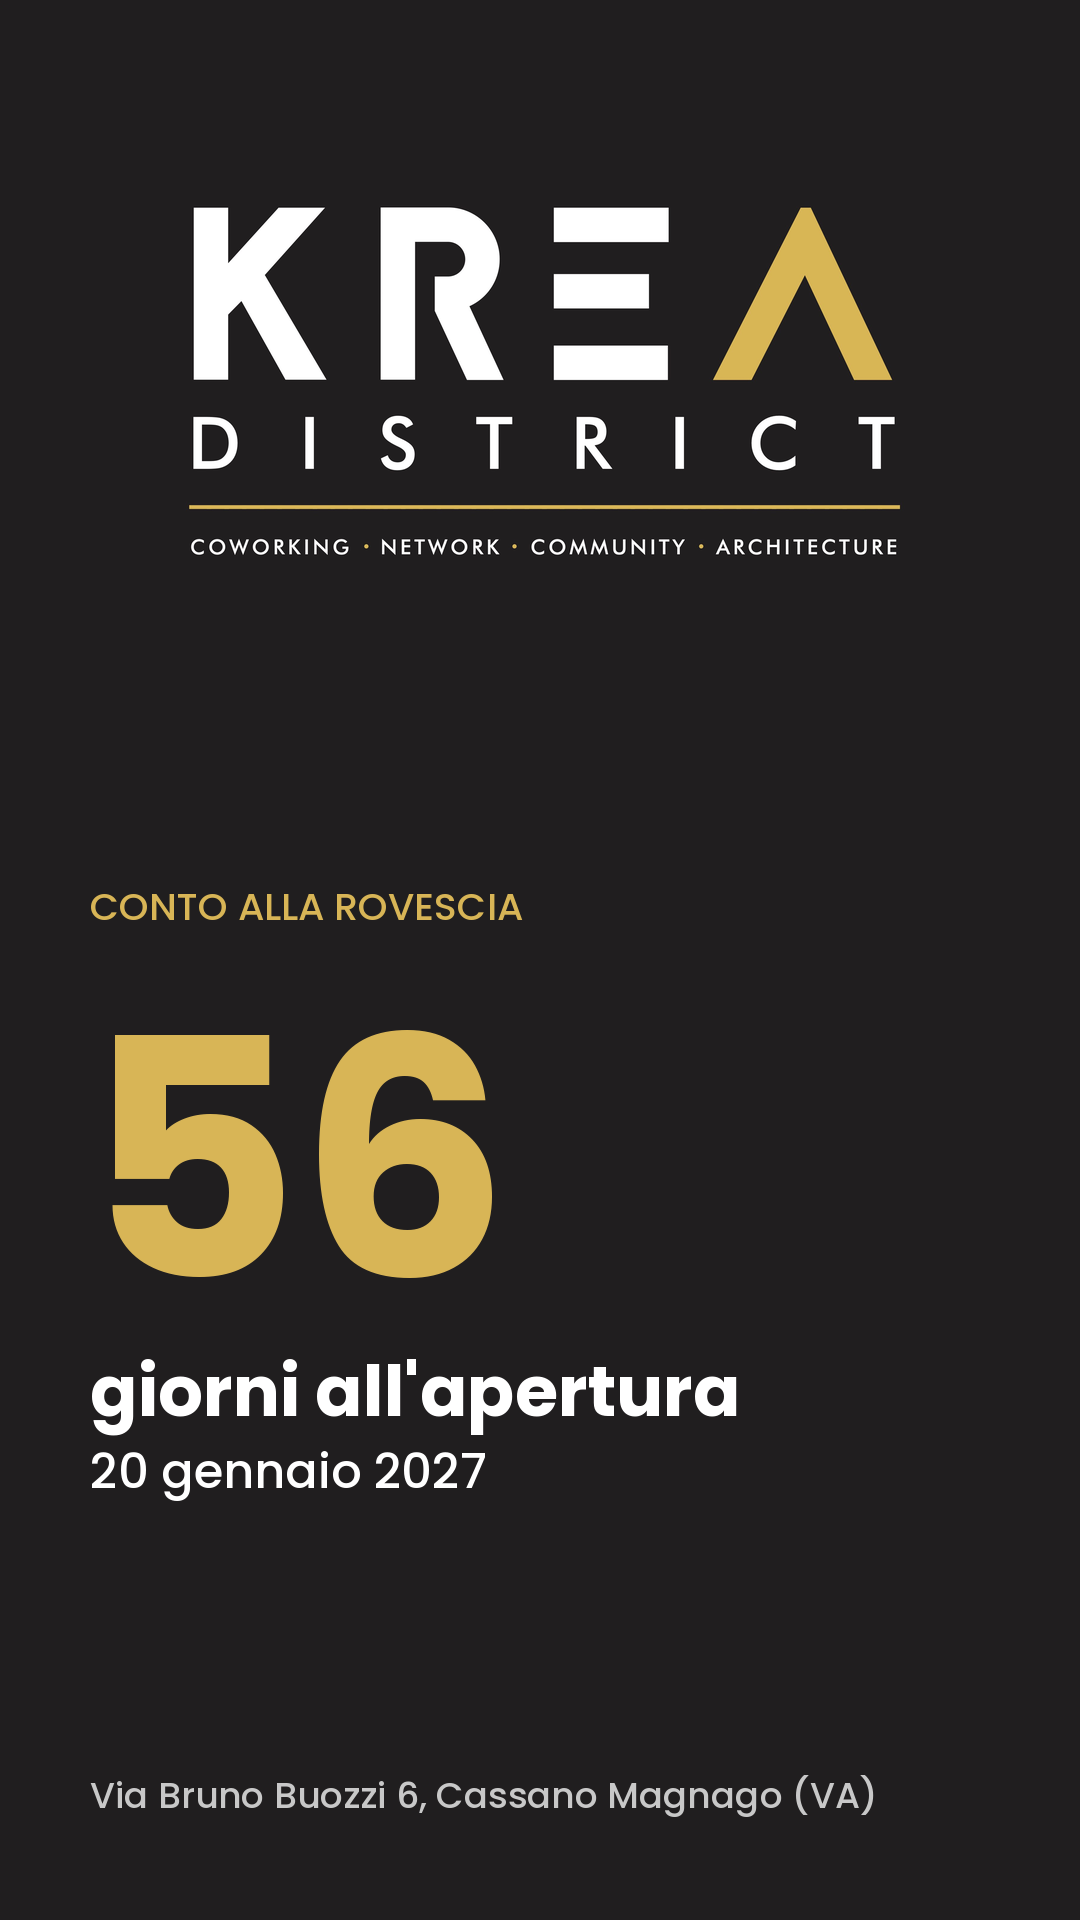 KREA
DISTRICT
COWORKING • NETWORK • COMMUNITY • ARCHITECTURE
CONTO ALLA ROVESCIA
56
giorni all'apertura
20 gennaio 2027
Via Bruno Buozzi 6, Cassano Magnago (VA)